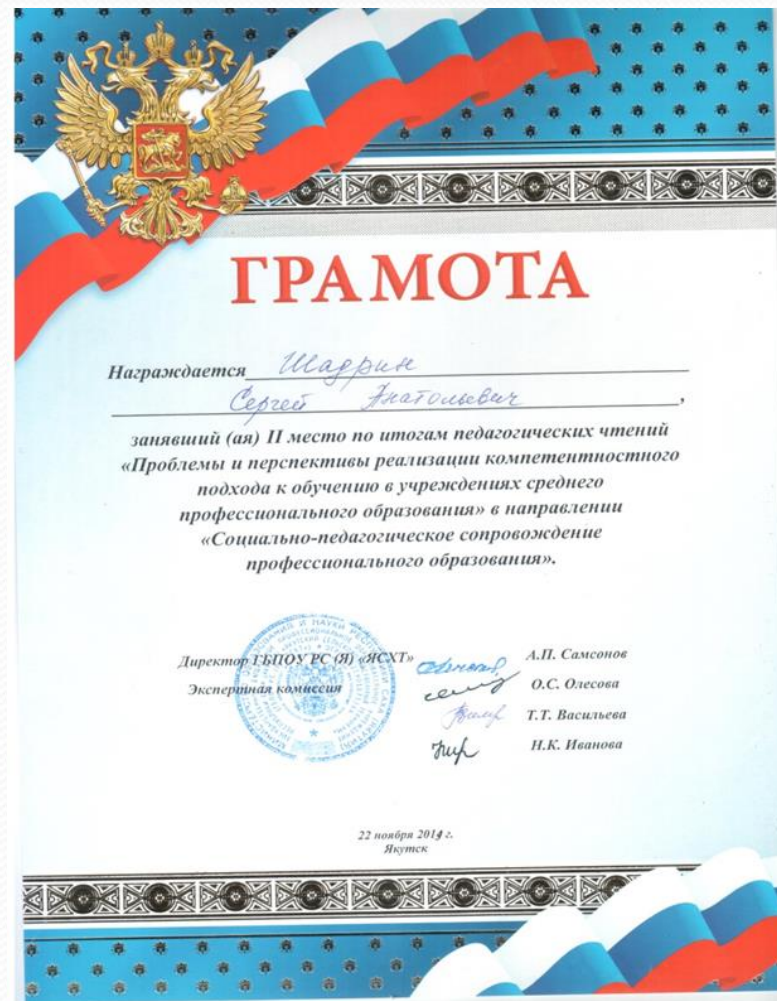 ГРАМОТА
Награждается Шадрин
Сергей Анатольевич,
занявший (ая) II место по итогам педагогических чтений
«Проблемы и перспективы реализации компетентностного
подхода к обучению в учреждениях среднего
профессионального образования» в направлении
«Социально-педагогическое сопровождение
профессионального образования».
Директор ГБПОУ РС (Я) «ЯСХТ» А.П. Самсонов
Экспертная комиссия О.С. Олесова
Т.Т. Васильева
Н.К. Иванова
22 ноября 2014 г.
Якутск